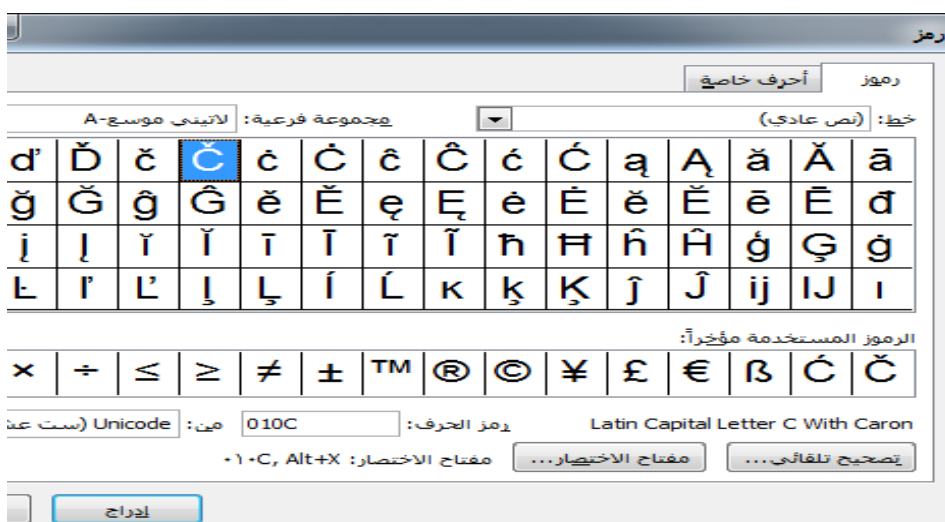 رمز
رموز أحرف خاصة
خط: (نص عادي) مجموعة فرعية: لاتيني موسع-A
ā Ă ă Ą ą Ć ć Ĉ ĉ Ċ ċ Č č Ď ď
đ Ē ē Ĕ ĕ Ė ė Ę ę Ě ě Ĝ ĝ Ğ ğ
ġ Ģ ģ Ĥ ĥ Ħ ħ Ĩ ĩ Ī ī Ĭ ĭ Į į
ı IJ ij Ĵ ĵ Ķ ķ ĸ Ĺ ĺ Ļ ļ Ľ ľ Ŀ
الرموز المستخدمة مؤخراً:
Č Ć ß € £ ¥ © ® ™ ± ≠ ≥ ≤ ÷ ×
Latin Capital Letter C With Caron رمز الحرف: 010C من: Unicode (ست
تصحيح تلقائي... مفتاح الاختصار... مفتاح الاختصار: ٠١٠C, Alt+X
إدراج